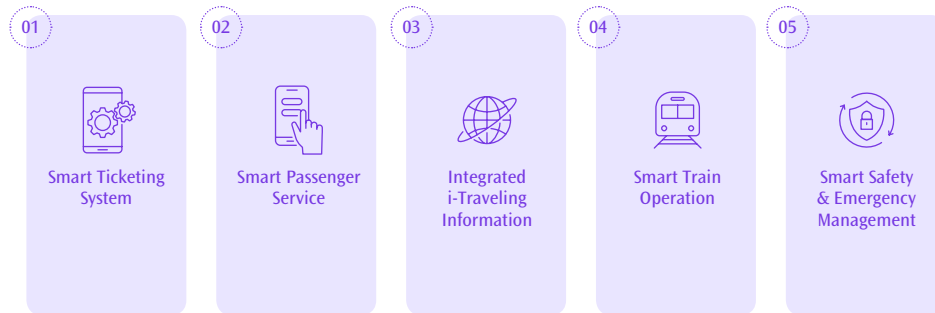 01
Smart Ticketing
System
02
Smart Passenger
Service
03
Integrated
i-Traveling
Information
04
Smart Train
Operation
05
Smart Safety
& Emergency
Management